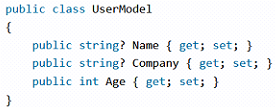 public class UserModel
{
    public string? Name { get; set; }
    public string? Company { get; set; }
    public int Age { get; set; }
}